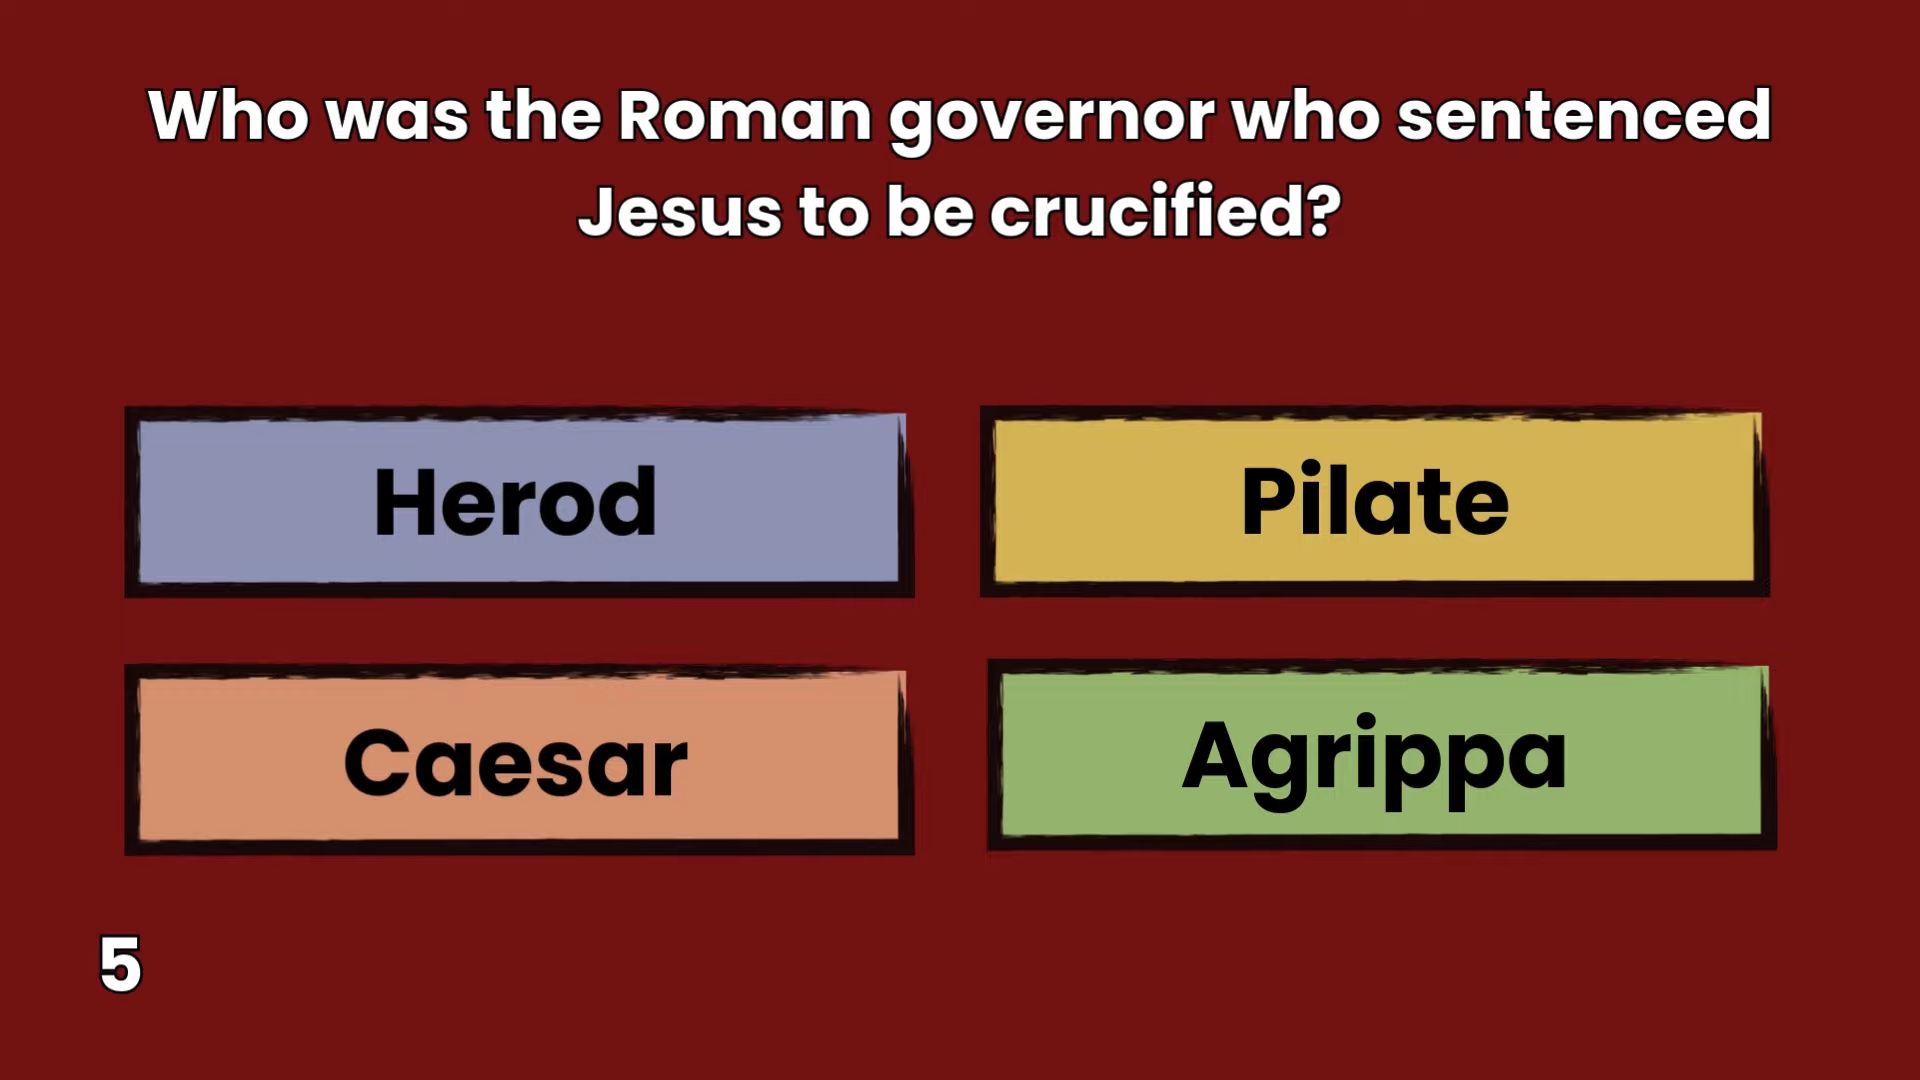 Who was the Roman governor who sentenced
Jesus to be crucified?
Herod
Pilate
Caesar
Agrippa
5